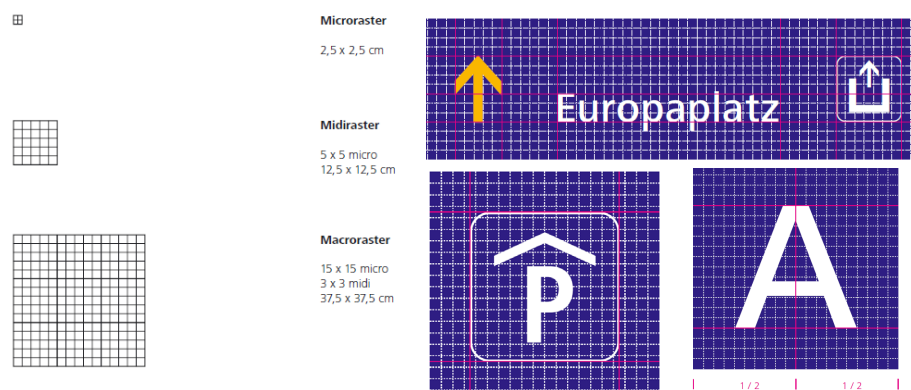 Microraster
2,5 x 2,5 cm
Midiraster
5 x 5 micro
12,5 x 12,5 cm
Macroraster
15 x 15 micro
3 x 3 midi
37,5 x 37,5 cm
Europaplatz
P
A
1 / 2 1 / 2